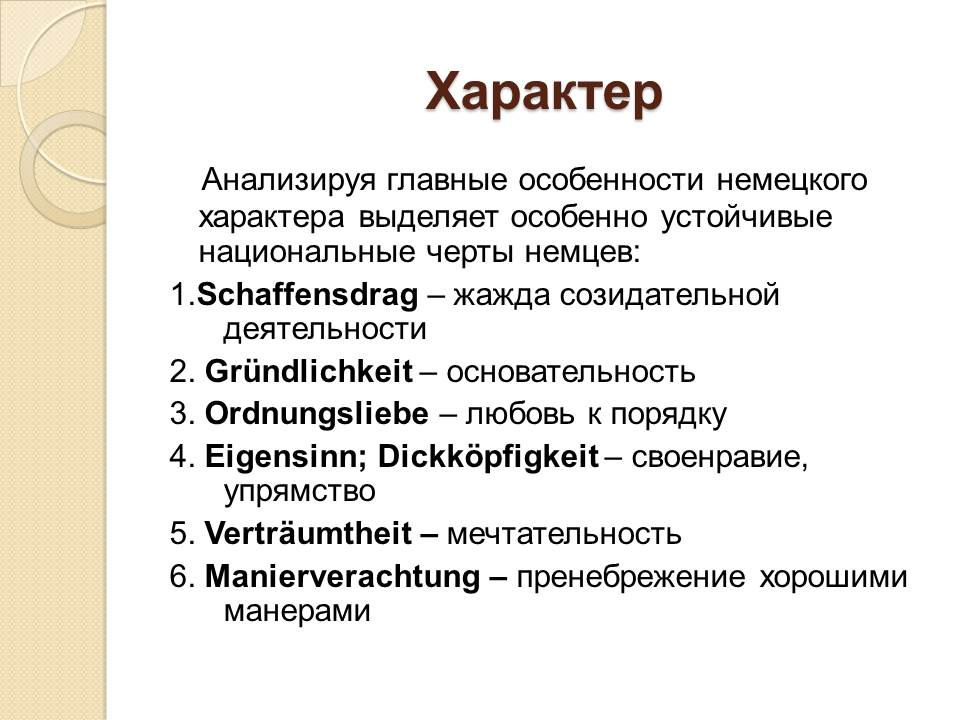 Характер
Анализируя главные особенности немецкого
характера выделяет особенно устойчивые
национальные черты немцев:
1.Schaffensdrag – жажда созидательной
деятельности
2. Gründlichkeit – основательность
3. Ordnungsliebe – любовь к порядку
4. Eigensinn; Dickköpfigkeit – своенравие,
упрямство
5. Verträumtheit – мечтательность
6. Manierverachtung – пренебрежение хорошими
манерами